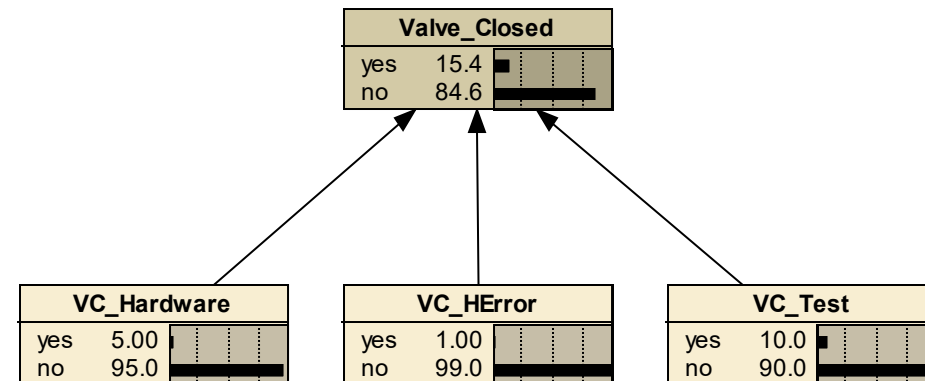 Valve_Closed
yes 15.4
no 84.6
VC_Hardware
yes 5.00
no 95.0
VC_HError
yes 1.00
no 99.0
VC_Test
yes 10.0
no 90.0